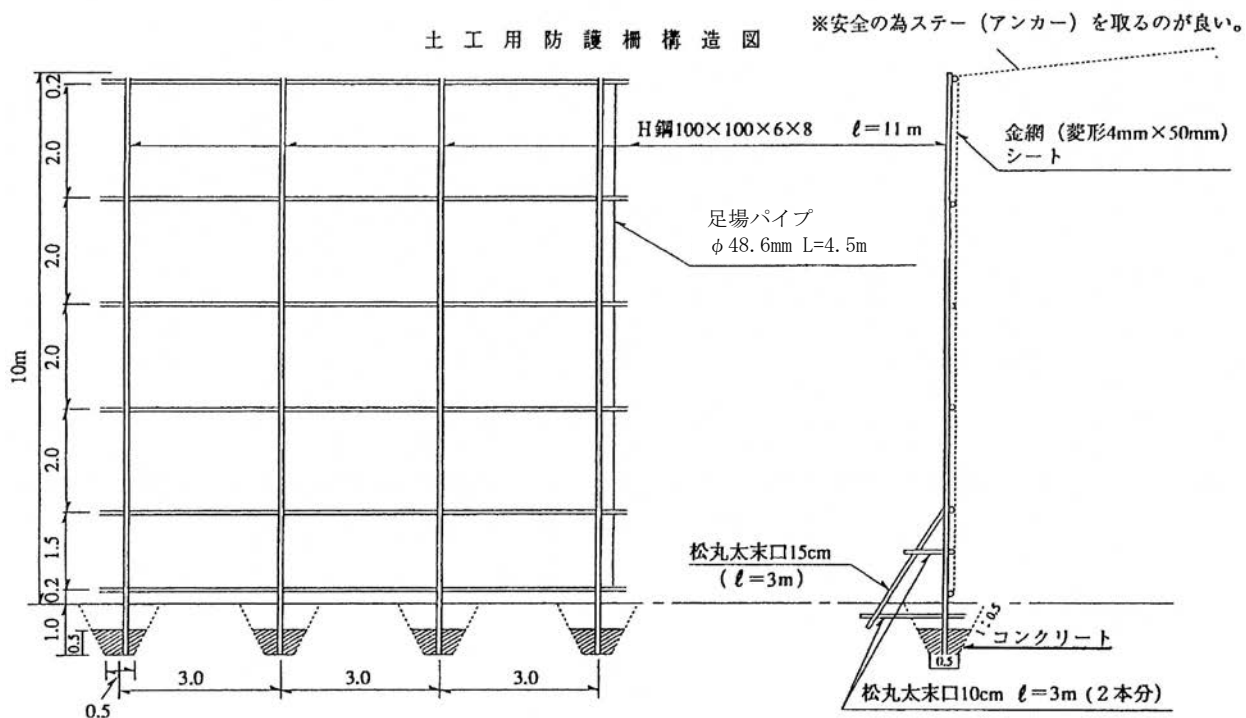 ※安全の為ステー（アンカー）を取るのが良い。
土工用防護柵構造図
H鋼100×100×6×8 ℓ=11m
金網（菱形4mm×50mm）
シート
足場パイプ
φ48.6mm L=4.5m
0.2
2.0
2.0
2.0
2.0
1.5
0.2
10m
1.0
0.5
0.5
3.0
3.0
3.0
松丸太末口15cm
（ℓ=3m）
1:0.5
コンクリート
0.5
松丸太末口10cm ℓ=3m（2本分）